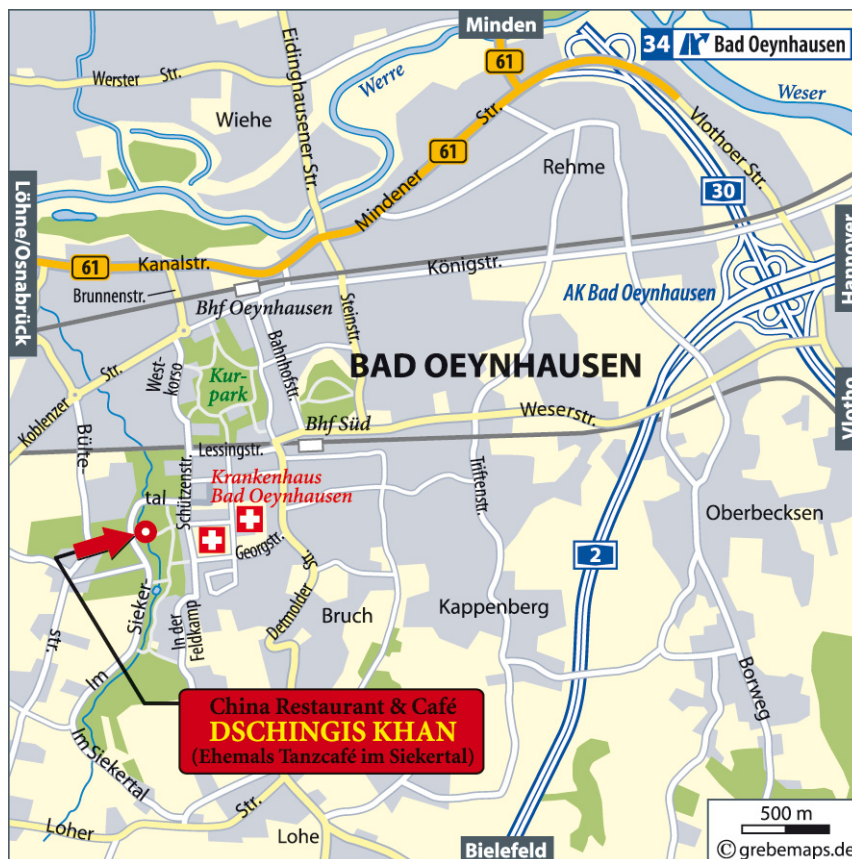 Minden
34 Bad Oeynhausen
Werster Str.
Eidinghausener Str.
61
Werre
Weser
Wiehe
Str.
Vlothoer Str.
61
Rehme
Mindener
30
Löhne/Osnabrück
Hannover
61
Kanalstr.
Königstr.
Brunnenstr.
Bhf Oeynhausen
AK Bad Oeynhausen
Steinstr.
Bahnhofstr.
West-
korso
Kur-
park
BAD OEYNHAUSEN
Koblenzer Str.
Vlotho
Weserstr.
Bhf Süd
Bülte-
Lessingstr.
Krankenhaus
Bad Oeynhausen
Schützenstr.
Triftenstr.
tal
Oberbecksen
Georgstr.
2
Sieker-
Detmolder Str.
Bruch
Kappenberg
str.
In der
Feldkamp
Im
Borweg
China Restaurant & Café
DSCHINGIS KHAN
(Ehemals Tanzcafé im Siekertal)
Im Siekertal
Loher Str.
Lohe
Bielefeld
500 m
© grebemaps.de